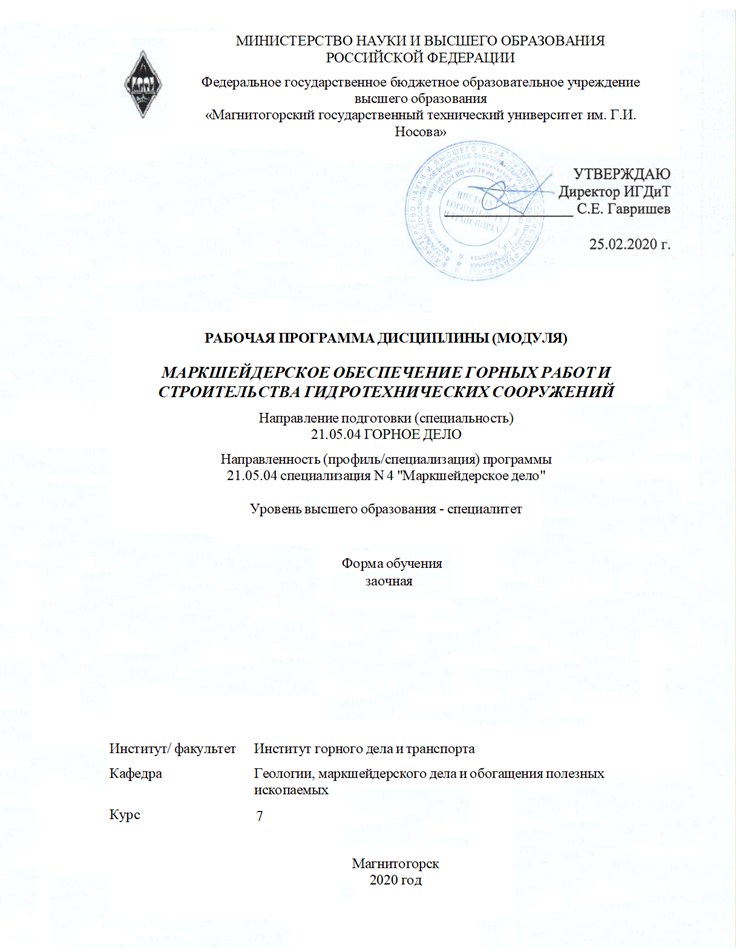 МИНИСТЕРСТВО НАУКИ И ВЫСШЕГО ОБРАЗОВАНИЯ
РОССИЙСКОЙ ФЕДЕРАЦИИ
Федеральное государственное бюджетное образовательное учреждение
высшего образования
«Магнитогорский государственный технический университет им. Г.И.
Носова»
УТВЕРЖДАЮ
Директор ИГДиТ
С.Е. Гавришев
25.02.2020 г.
РАБОЧАЯ ПРОГРАММА ДИСЦИПЛИНЫ (МОДУЛЯ)
МАРКШЕЙДЕРСКОЕ ОБЕСПЕЧЕНИЕ ГОРНЫХ РАБОТ И
СТРОИТЕЛЬСТВА ГИДРОТЕХНИЧЕСКИХ СООРУЖЕНИЙ
Направление подготовки (специальность)
21.05.04 ГОРНОЕ ДЕЛО
Направленность (профиль/специализация) программы
21.05.04 специализация N 4 "Маркшейдерское дело"
Уровень высшего образования - специалитет
Форма обучения
заочная
Институт/ факультет Институт горного дела и транспорта
Кафедра Геологии, маркшейдерского дела и обогащения полезных
ископаемых
Курс 7
Магнитогорск
2020 год